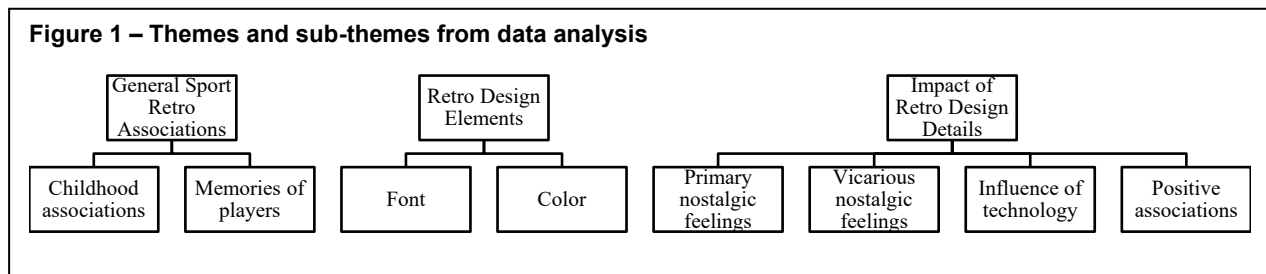 Figure 1 – Themes and sub-themes from data analysis
General Sport
Retro
Associations
Childhood
associations
Memories of
players
Retro Design
Elements
Font
Color
Impact of
Retro Design
Details
Primary
nostalgic
feelings
Vicarious
nostalgic
feelings
Influence of
technology
Positive
associations